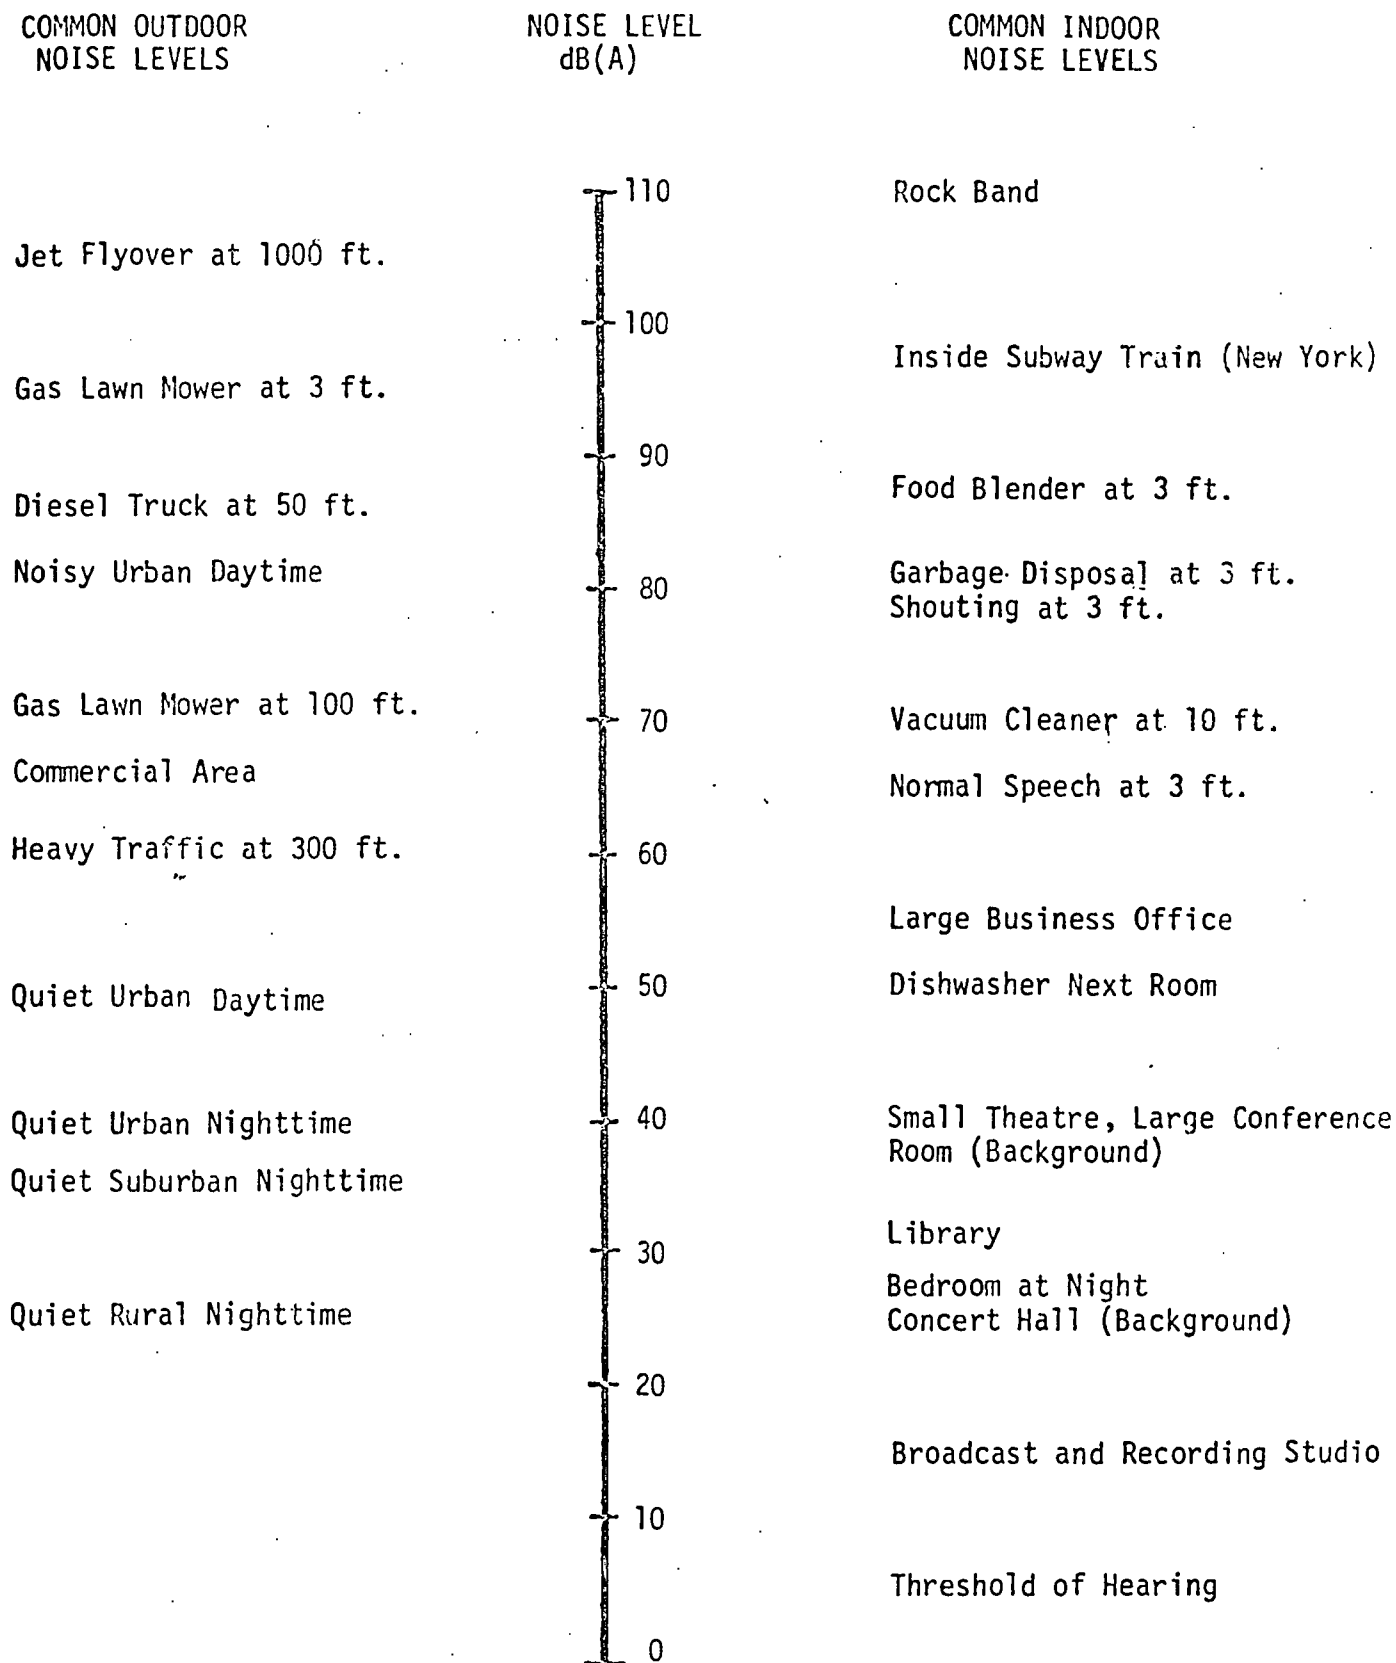 COMMON OUTDOOR
NOISE LEVELS
NOISE LEVEL
dB(A)
COMMON INDOOR
NOISE LEVELS
110
Rock Band
Jet Flyover at 1000 ft.
100
Inside Subway Train (New York)
Gas Lawn Mower at 3 ft.
90
Food Blender at 3 ft.
Diesel Truck at 50 ft.
Noisy Urban Daytime
80
Garbage Disposal at 3 ft.
Shouting at 3 ft.
Gas Lawn Mower at 100 ft.
70
Vacuum Cleaner at 10 ft.
Commercial Area
Normal Speech at 3 ft.
Heavy Traffic at 300 ft.
60
Large Business Office
Quiet Urban Daytime
50
Dishwasher Next Room
Quiet Urban Nighttime
40
Small Theatre, Large Conference
Room (Background)
Quiet Suburban Nighttime
Library
30
Bedroom at Night
Quiet Rural Nighttime
Concert Hall (Background)
20
Broadcast and Recording Studio
10
Threshold of Hearing
0